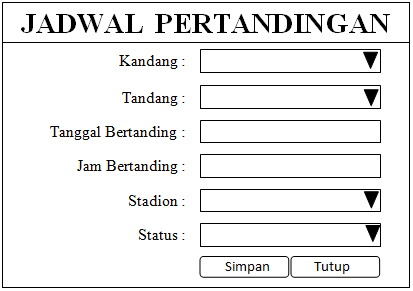 JADWAL PERTANDINGAN
Kandang :
Tandang :
Tanggal Bertanding :
Jam Bertanding :
Stadion :
Status :
Simpan Tutup